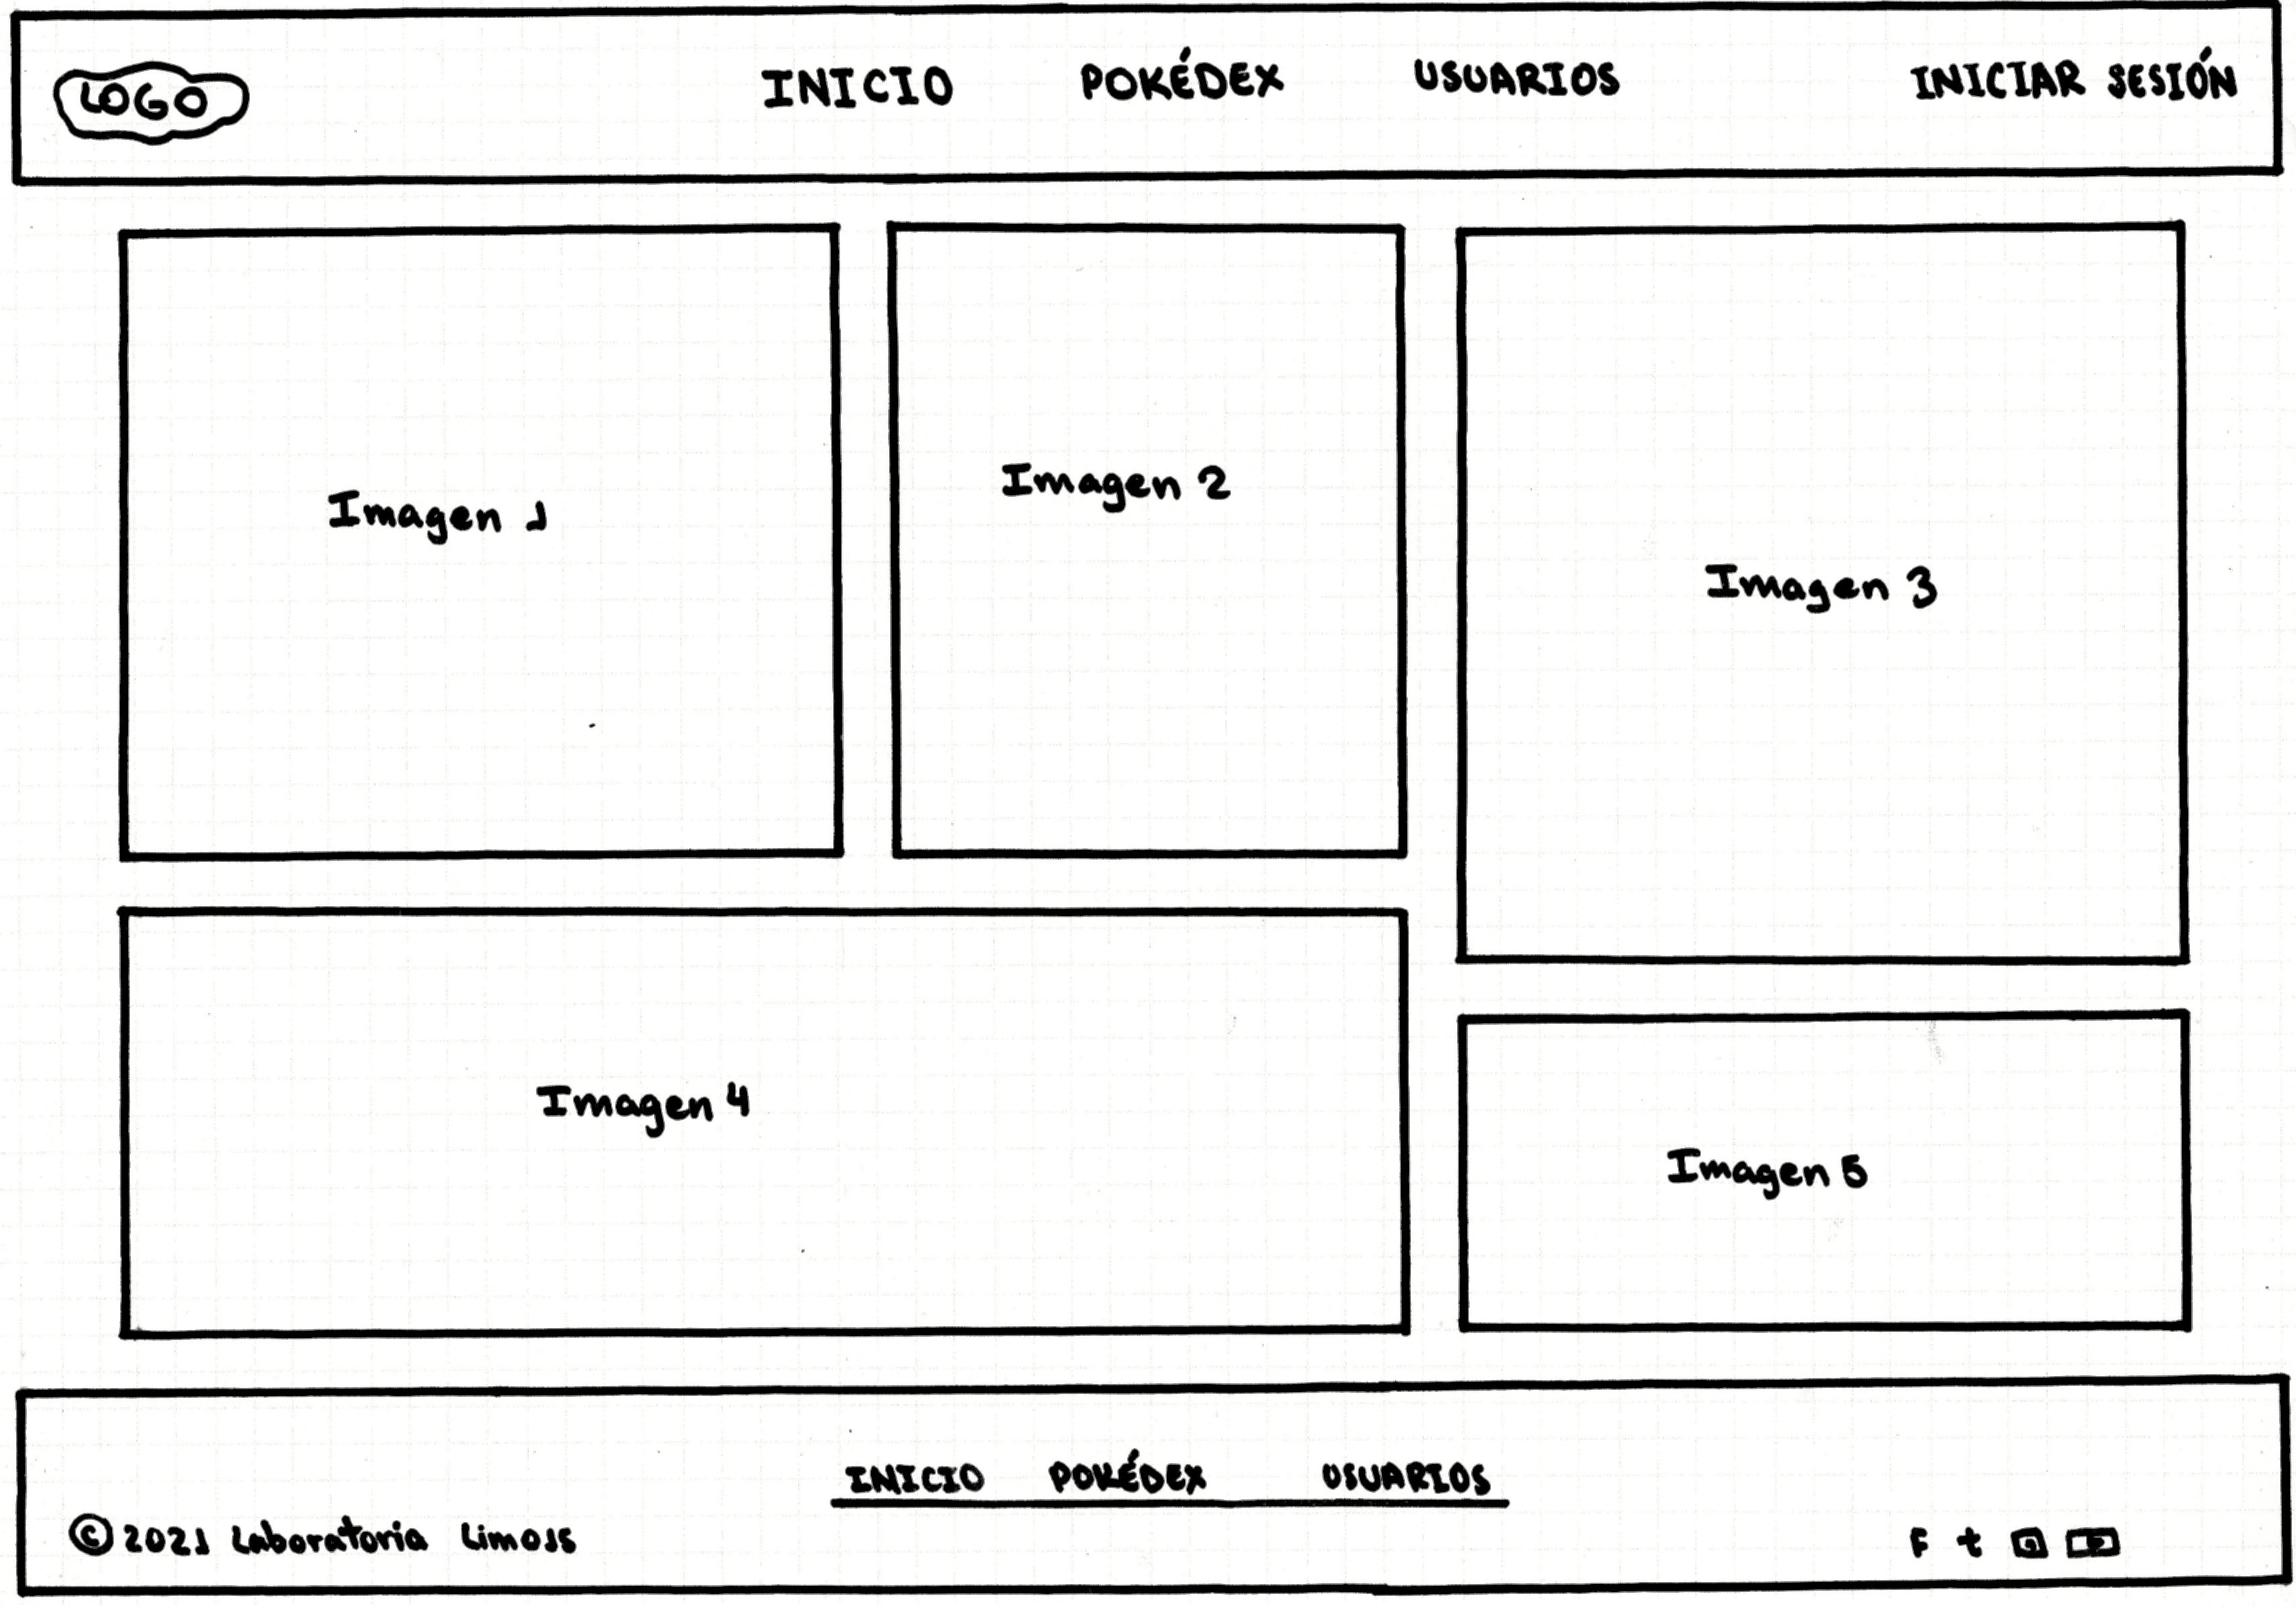 LOGO INICIO POKÉDEX USUARIOS INICIAR SESIÓN
Imagen 1
Imagen 2
Imagen 3
Imagen 4
Imagen 5
INICIO POKÉDEX USUARIOS
© 2021 Laboratoria Lim015
F t